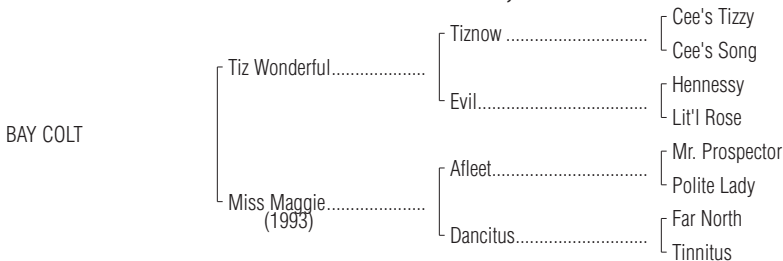 Cee's Tizzy
Tiznow ..................................
Cee's Song
Tiz Wonderful.....................
Hennessy
Evil.........................................
Lit'l Rose
BAY COLT
Mr. Prospector
Afleet.....................................
Polite Lady
Miss Maggie......................
(1993)
Far North
Dancitus................................
Tinnitus